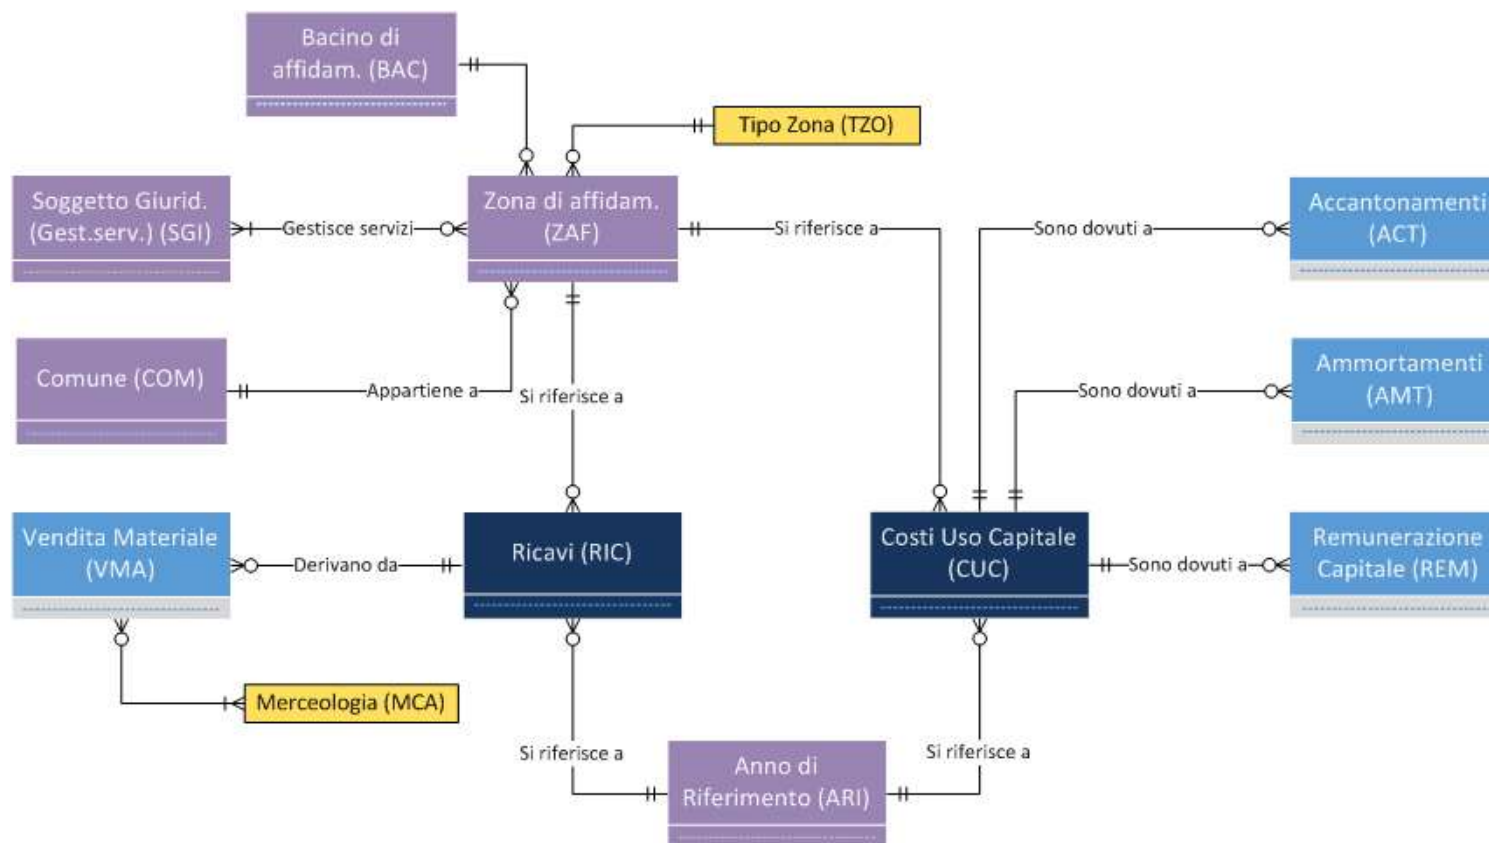 Bacino di
affidam. (BAC)
Tipo Zona (TZO)
Soggetto Giurid.
(Gest.serv.) (SGI)
Gestisce servizi
Zona di affidam.
(ZAF)
Si riferisce a
Sono dovuti a
Accantonamenti
(ACT)
Comune (COM)
Appartiene a
Si riferisce a
Sono dovuti a
Ammortamenti
(AMT)
Vendita Materiale
(VMA)
Derivano da
Ricavi (RIC)
Costi Uso Capitale
(CUC)
Sono dovuti a
Remunerazione
Capitale (REM)
Merceologia (MCA)
Si riferisce a
Anno di
Riferimento (ARI)
Si riferisce a